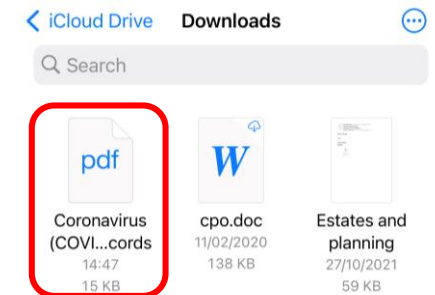 iCloud Drive Downloads
Search
pdf
Coronavirus
(COVI...cords
14:47
15 KB
W
cpo.doc
11/02/2020
138 KB
Estates and
planning
27/10/2021
59 KB